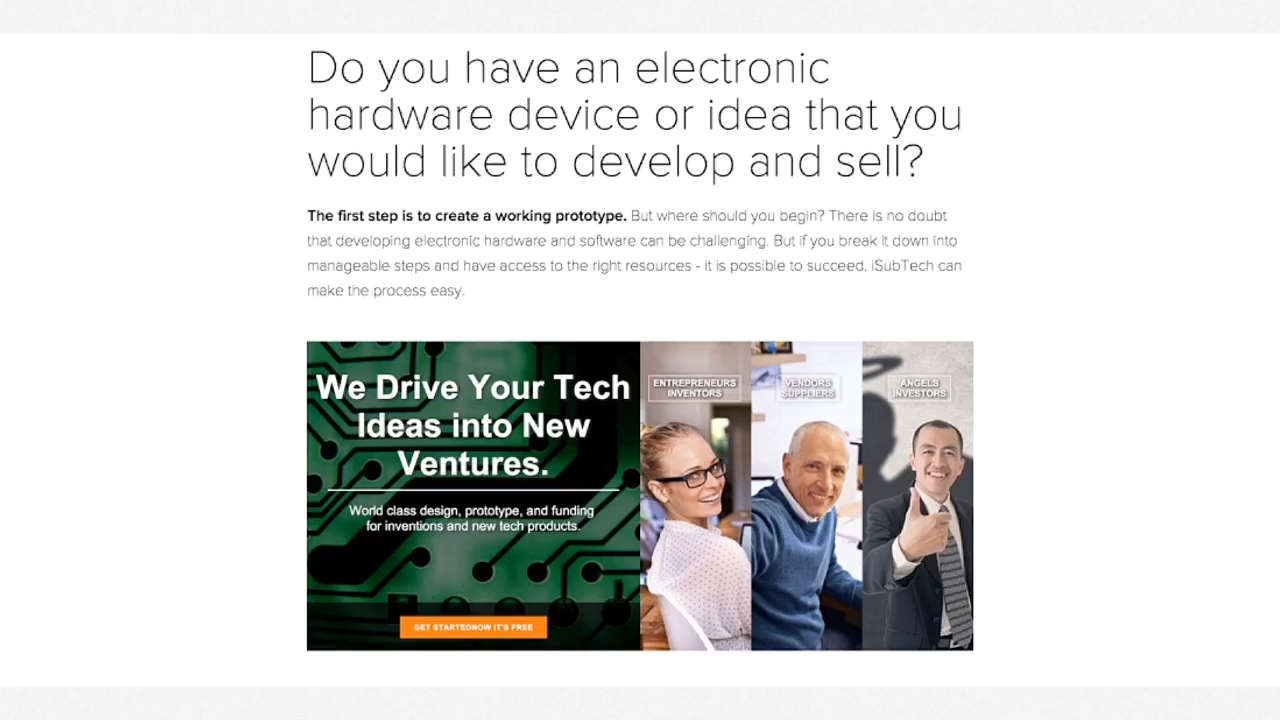 Do you have an electronic
hardware device or idea that you
would like to develop and sell?
The first step is to create a working prototype. But where should you begin? There is no doubt
that developing electronic hardware and software can be challenging. But if you break it down into
manageable steps and have access to the right resources - it is possible to succeed. iSubTech can
make the process easy.
We Drive Your Tech
Ideas into New
Ventures.
World class design, prototype, and funding
for inventions and new tech products.
GET STARTEDNOW IT'S FREE
ENTREPRENEURS
INVENTORS
VENDORS
SUPPLIERS
ANGELS
INVESTORS